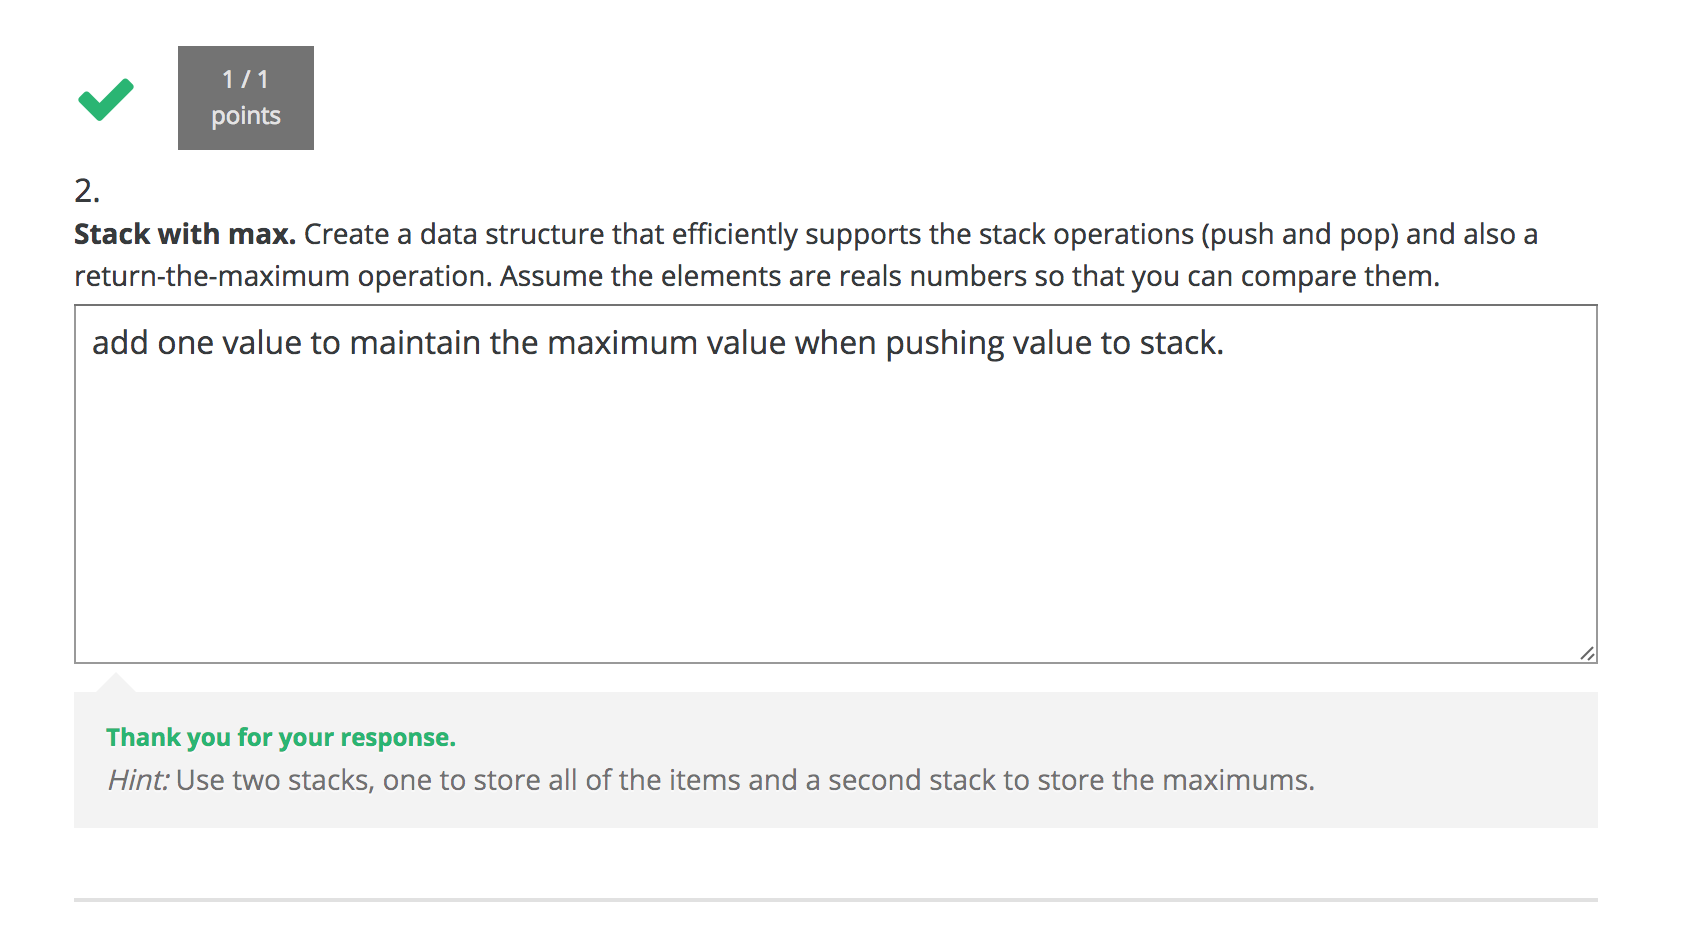 1 / 1
points
2.
Stack with max. Create a data structure that efficiently supports the stack operations (push and pop) and also a
return-the-maximum operation. Assume the elements are reals numbers so that you can compare them.
add one value to maintain the maximum value when pushing value to stack.
Thank you for your response.
Hint: Use two stacks, one to store all of the items and a second stack to store the maximums.